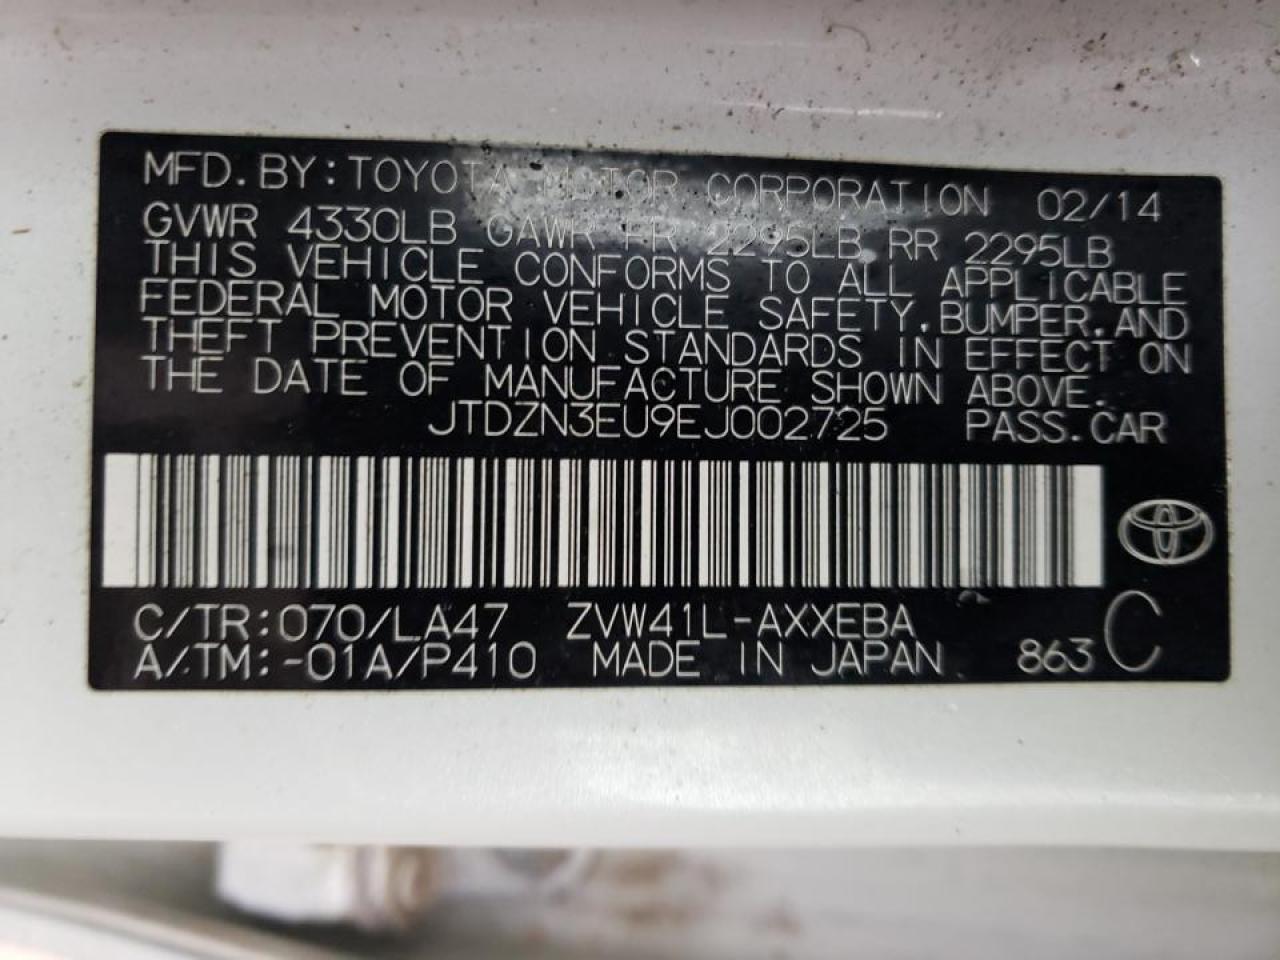 MFD. BY: TOYOTA MOTOR CORPORATION 02/14
GVWR 4330LB GAWR FR 2295LB RR 2295LB
THIS VEHICLE CONFORMS TO ALL APPLICABLE
FEDERAL MOTOR VEHICLE SAFETY, BUMPER, AND
THEFT PREVENTION STANDARDS IN EFFECT ON
THE DATE OF MANUFACTURE SHOWN ABOVE.
JTDZN3EU9EJ002725 PASS. CAR
C/TR: 070/LA47 ZVW41L-AXXEBA
A/TM: -01A/P410 MADE IN JAPAN 863 C